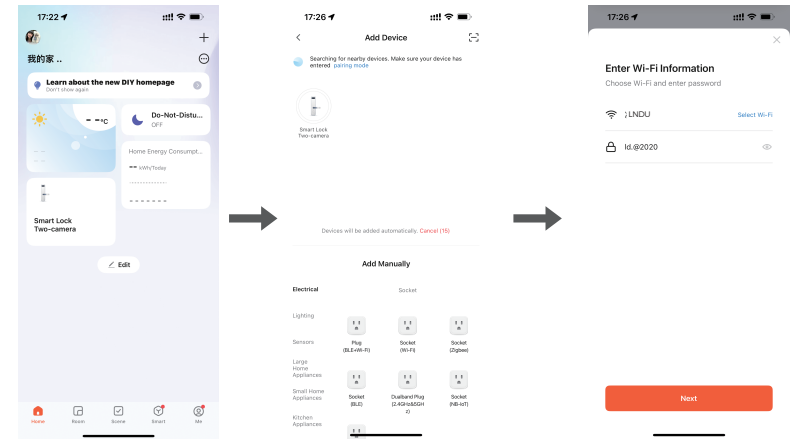 17:22
我的家 ..
Learn about the new DIY homepage
Don't show again
- -°C
Do-Not-Distu...
OFF
- -
- -
Home Energy Consumpt...
-- kWh/Today
Smart Lock
Two-camera
Edit
Home
Room
Scene
Smart
Me
17:26
Add Device
Searching for nearby devices. Make sure your device has
entered pairing mode
Smart Lock
Two-camera
Devices will be added automatically. Cancel (15)
Add Manually
Electrical
Socket
Lighting
Sensors
Plug
(BLE+Wi-Fi)
Socket
(Wi-Fi)
Socket
(Zigbee)
Large
Home
Appliances
Small Home
Appliances
Socket
(BLE)
Dualband Plug
(2.4GHz&5GH
z)
Socket
(NB-IoT)
Kitchen
Appliances
17:26
Enter Wi-Fi Information
Choose Wi-Fi and enter password
;LNDU
Select Wi-Fi
ld.@2020
Next